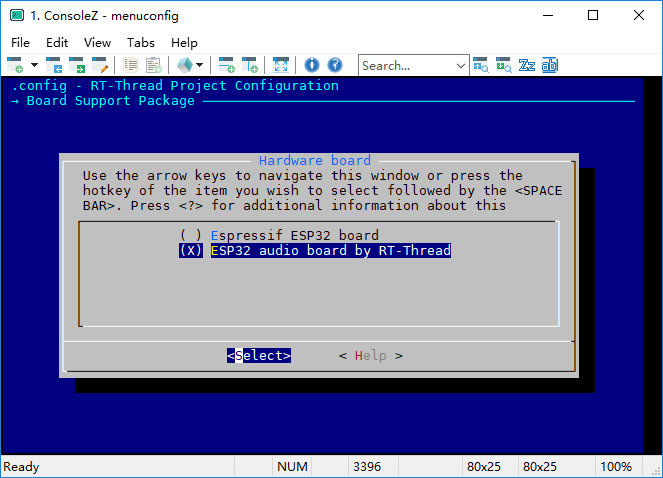 1. ConsoleZ - menuconfig
File Edit View Tabs Help
Search...
.config - RT-Thread Project Configuration
→ Board Support Package
Hardware board
Use the arrow keys to navigate this window or press the
hotkey of the item you wish to select followed by the <SPACE
BAR>. Press <?> for additional information about this
( ) Espressif ESP32 board
(X) ESP32 audio board by RT-Thread
<Select> < Help >
Ready NUM 3396 80x25 80x25 100%